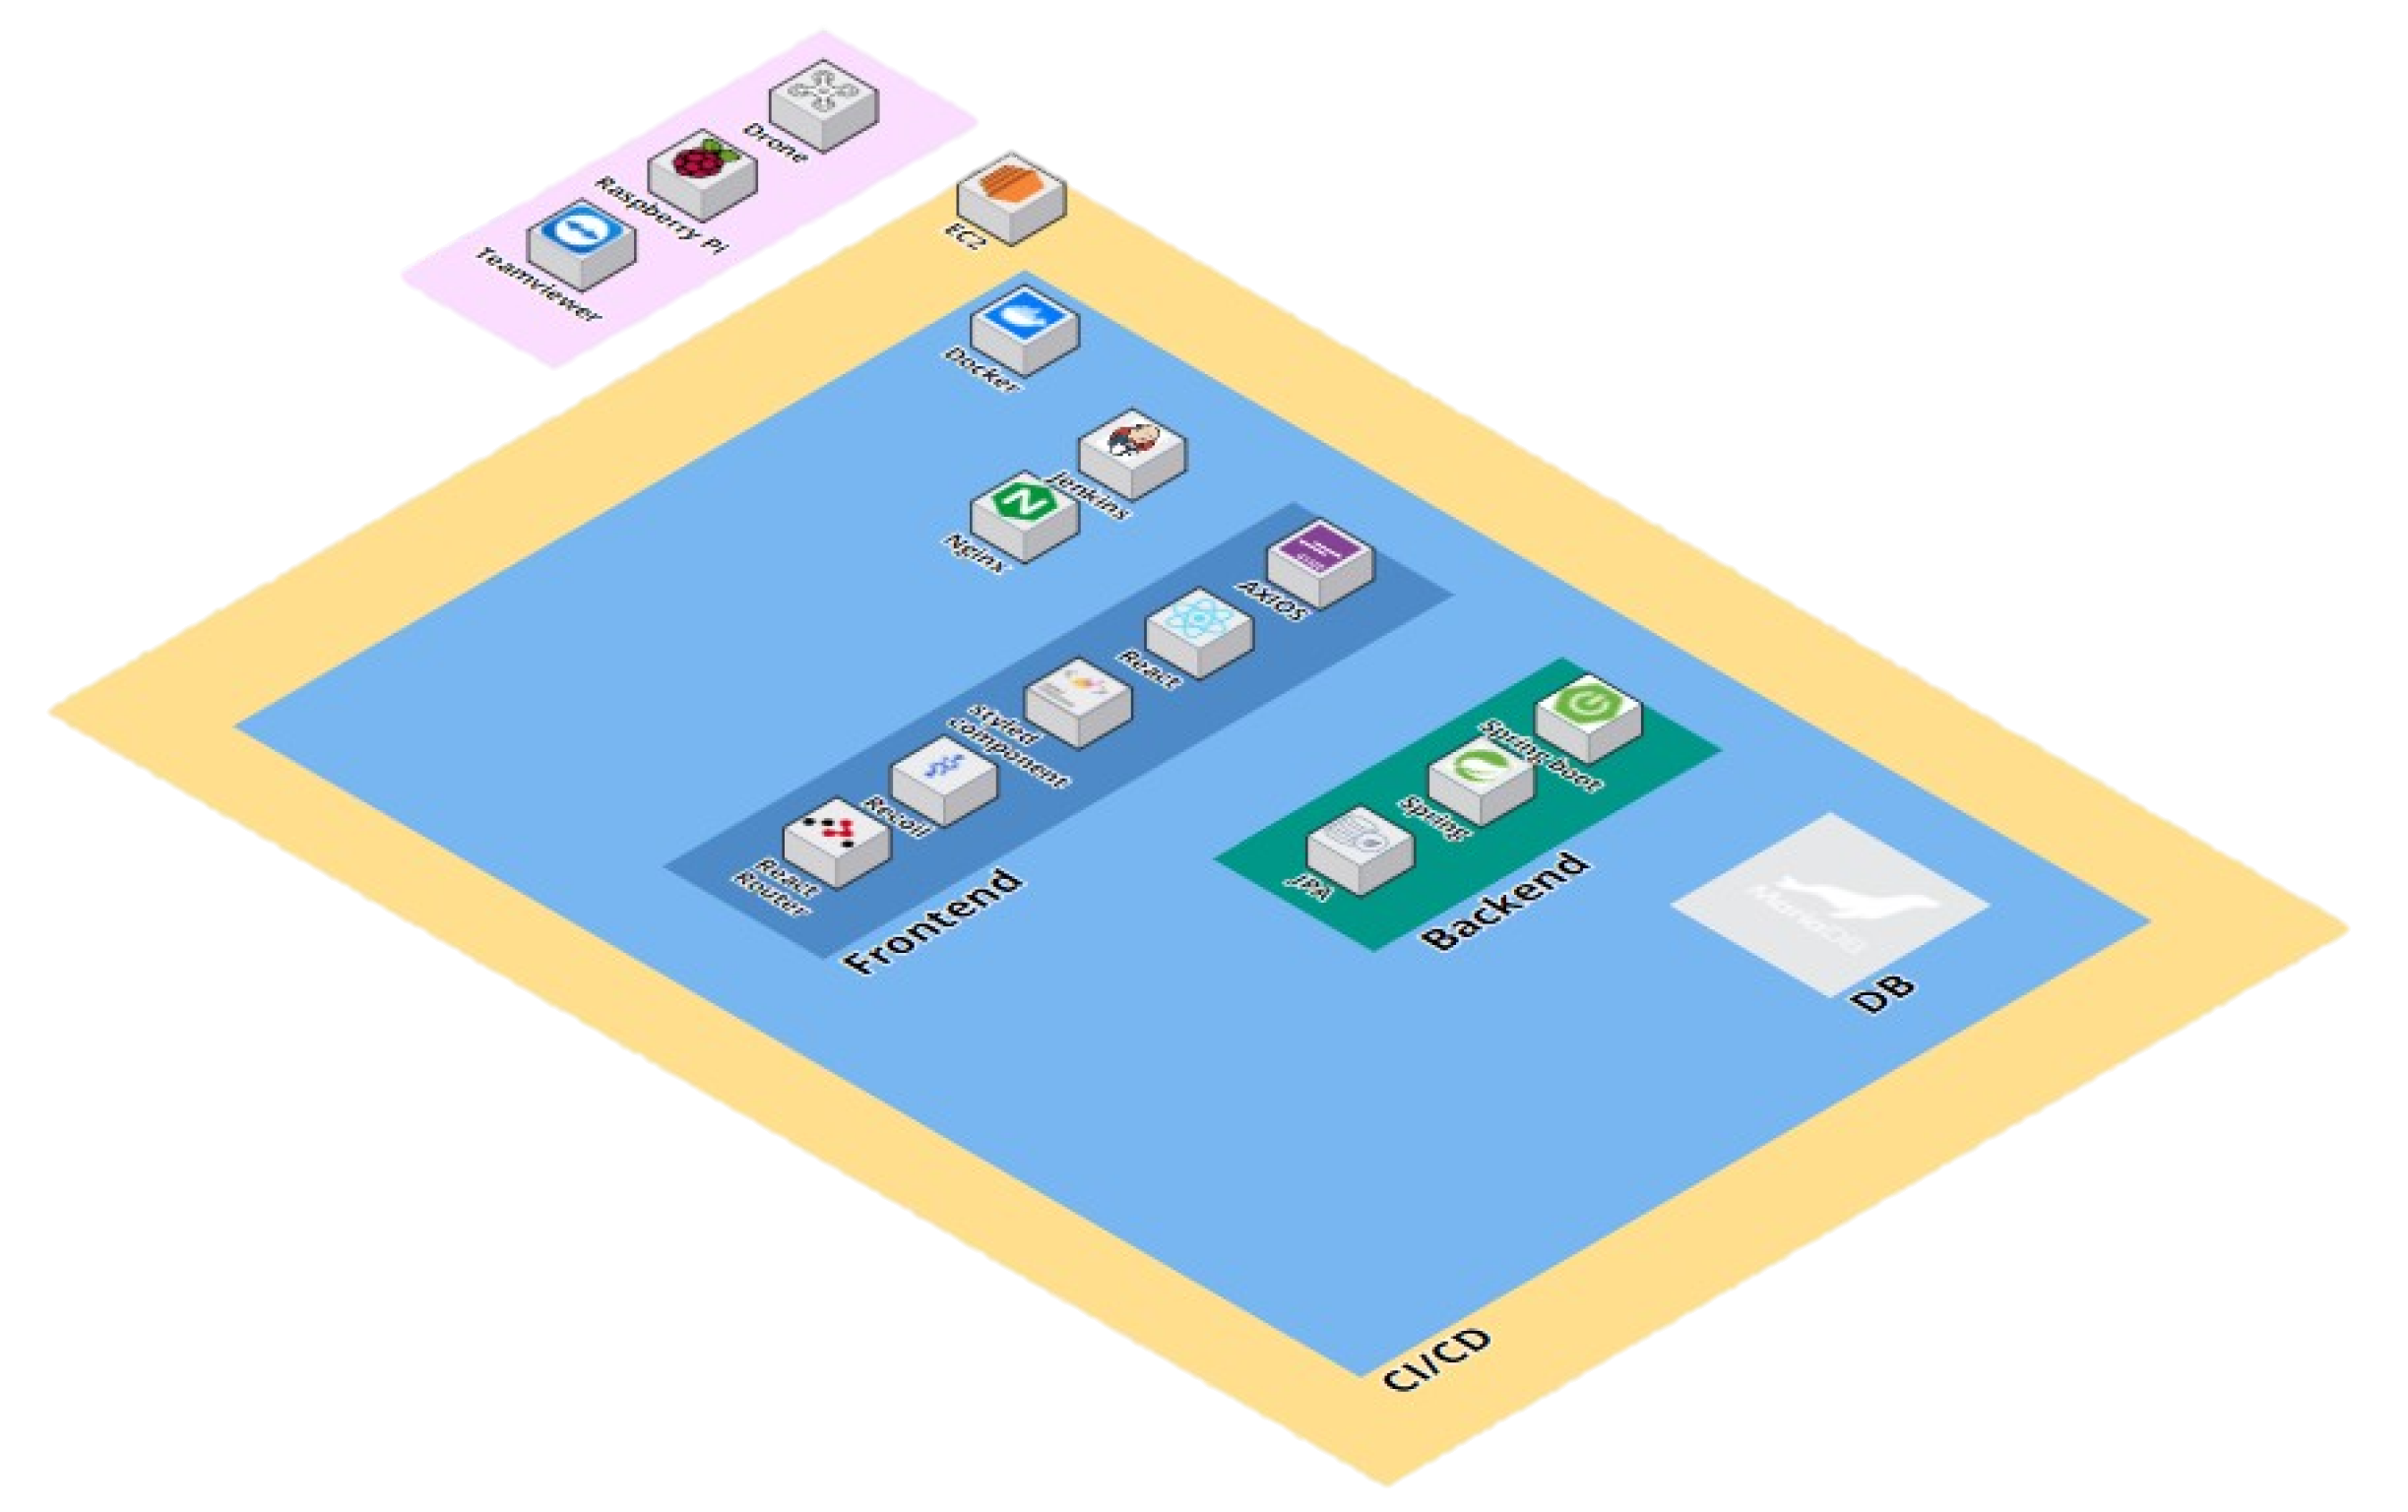 Drone
Raspberry Pi
Teamviewer
EC2
Docker
Jenkins
Nginx
AXIOS
React
styled
component
Recoil
React
Router
Frontend
Spring boot
Spring
JPA
Backend
MariaDB
DB
CI/CD